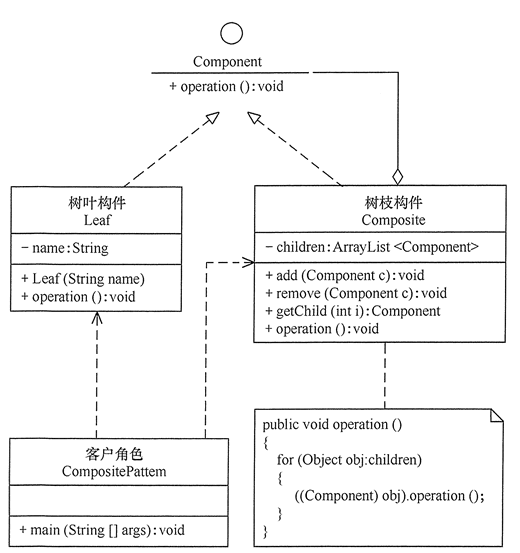 Component
+ operation ():void
树叶构件
Leaf
- name:String
+ Leaf (String name)
+ operation ():void
树枝构件
Composite
- children:ArrayList <Component>
+ add (Component c):void
+ remove (Component c):void
+ getChild (int i):Component
+ operation ():void
客户角色
CompositePattem
+ main (String [] args):void
public void operation ()
{
for (Object obj:children)
{
((Component) obj).operation ();
}
}